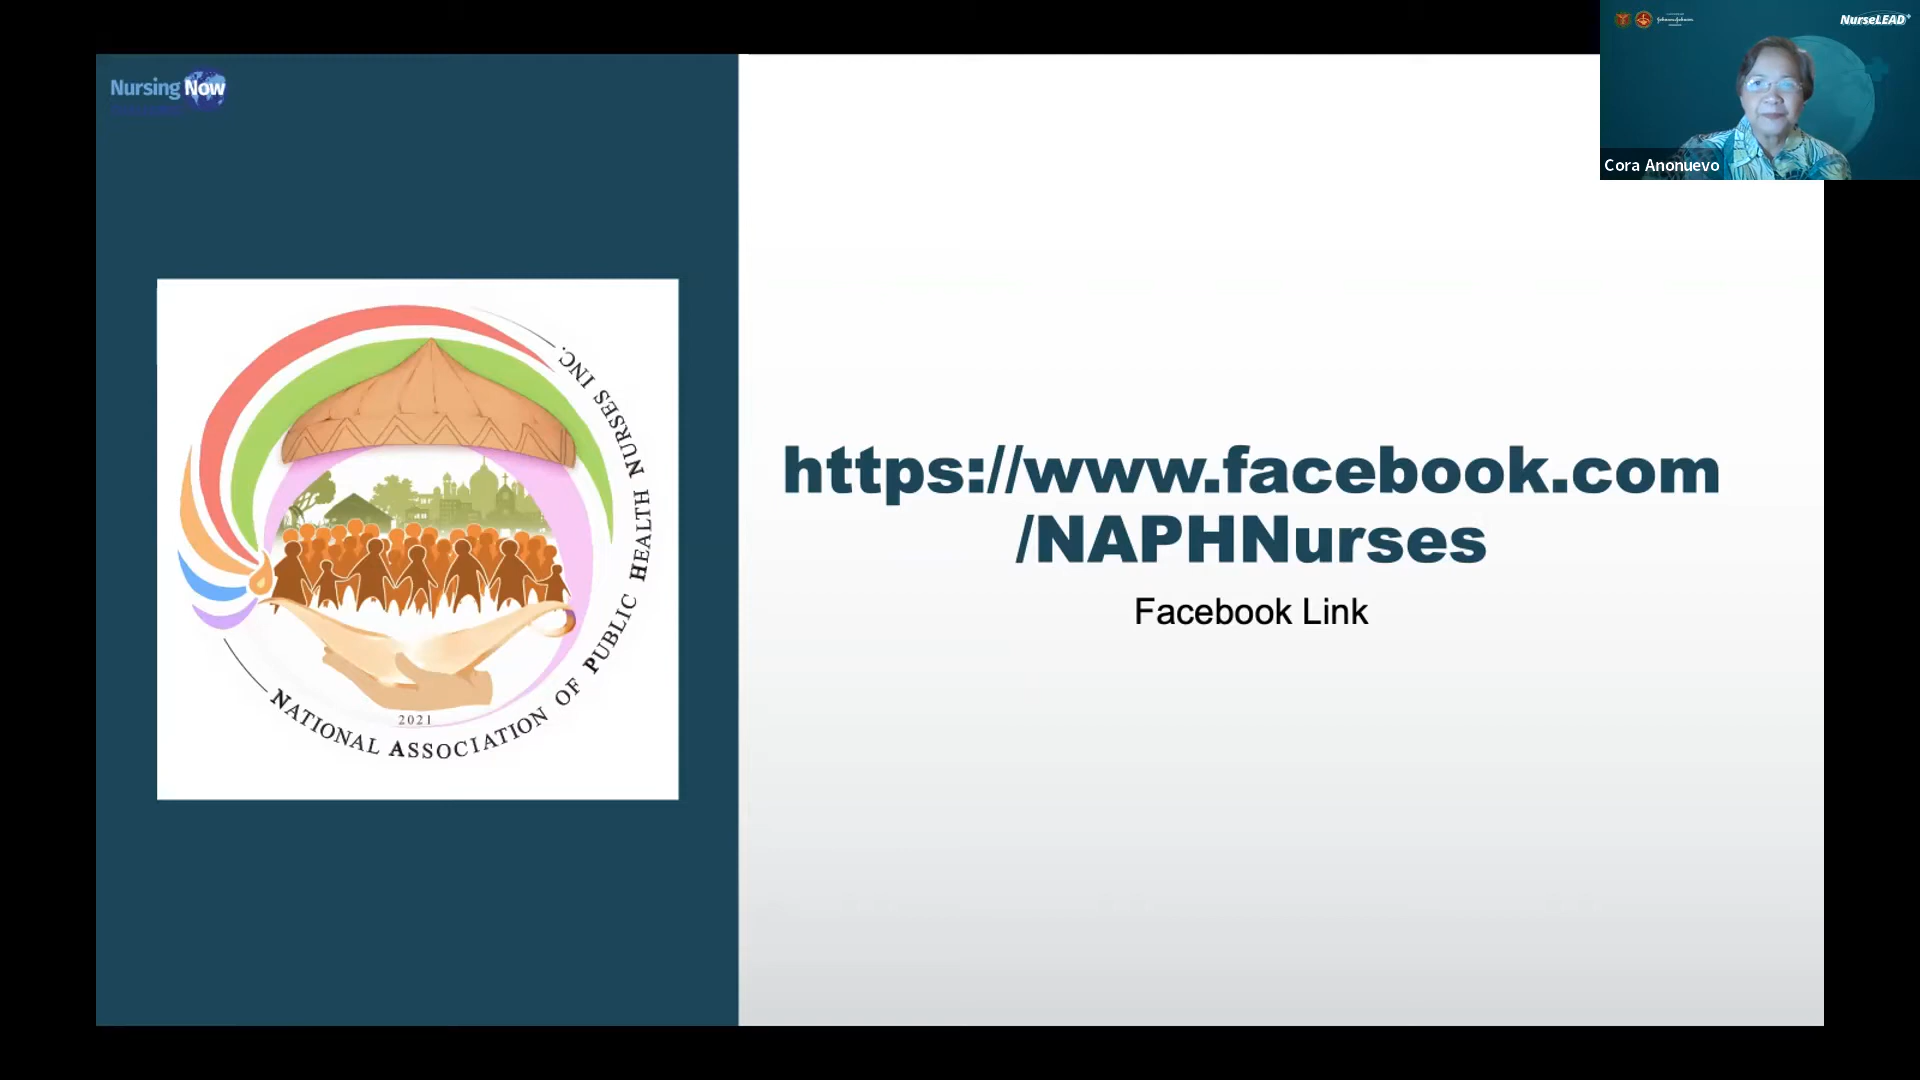 Nursing Now
NurseLEAD
Cora Anonuevo
NATIONAL ASSOCIATION OF PUBLIC HEALTH NURSES INC.
2021
https://www.facebook.com
/NAPHNurses
Facebook Link